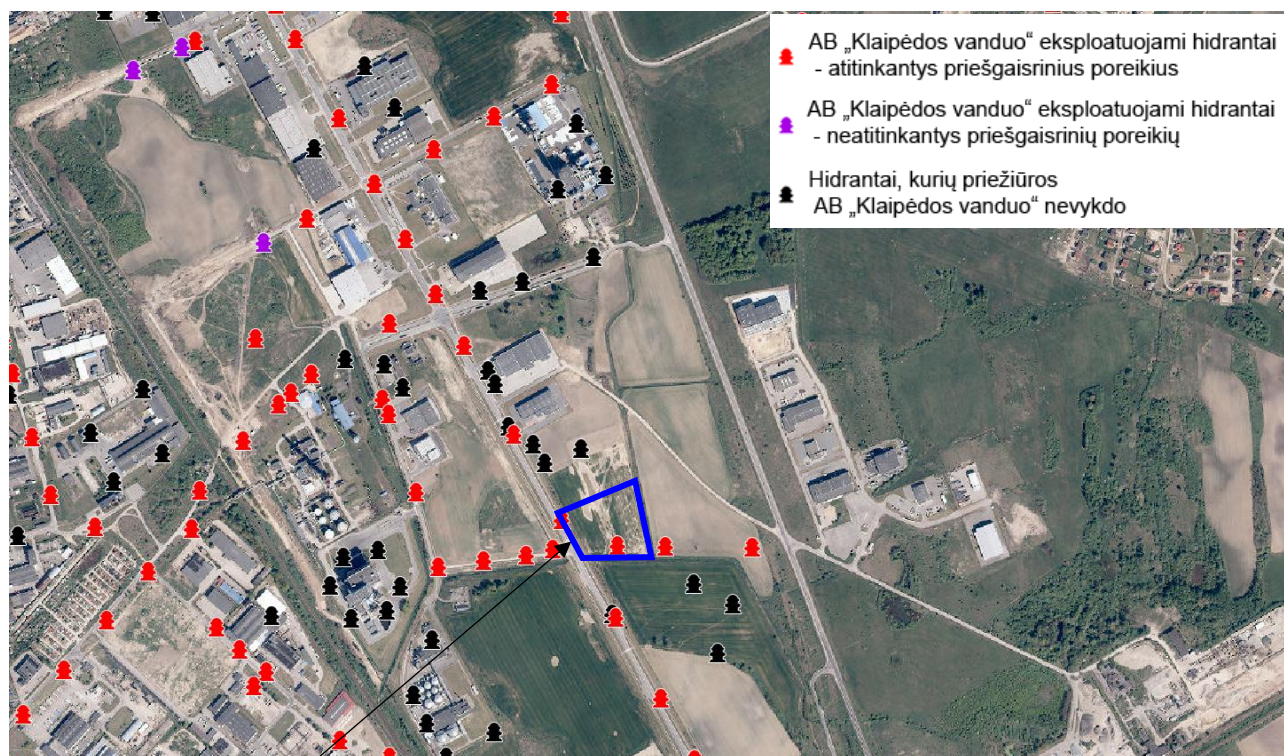 AB „Klaipėdos vanduo“ eksploatuojami hidrantai
- atitinkantys priešgaisrinius poreikius
AB „Klaipėdos vanduo“ eksploatuojami hidrantai
- neatitinkantys priešgaisrinių poreikių
Hidrantai, kurių priežiūros
AB „Klaipėdos vanduo“ nevykdo